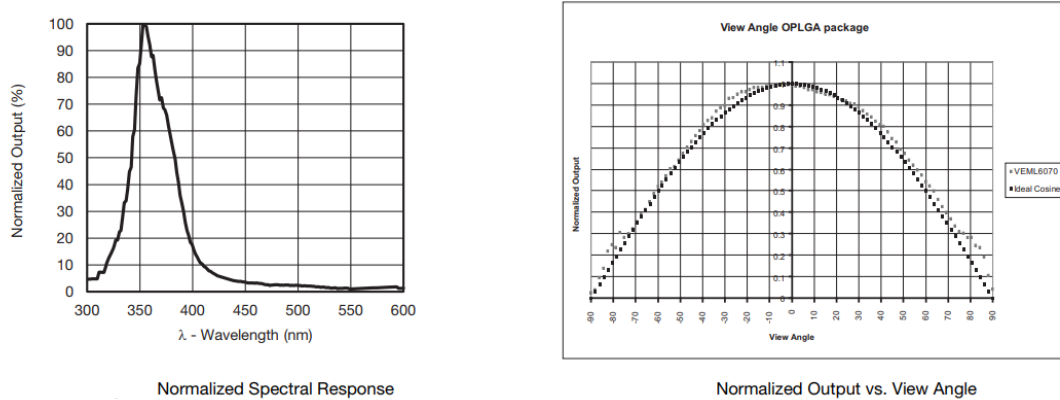 100
90
80
70
60
50
40
30
20
10
0
Normalized Output (%)
300 350 400 450 500 550 600
λ - Wavelength (nm)
Normalized Spectral Response
View Angle OPLGA package
1.1
1
0.9
0.8
0.7
0.6
0.5
0.4
0.3
0.2
0.1
0
Normalized Output
-90 -80 -70 -60 -50 -40 -30 -20 -10 0 10 20 30 40 50 60 70 80 90
View Angle
VEML6070
Ideal Cosine
Normalized Output vs. View Angle